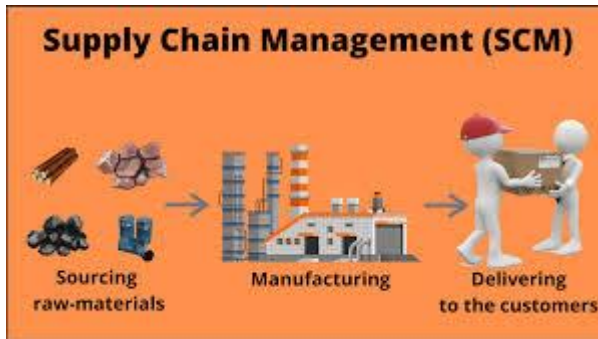 Supply Chain Management (SCM)
Sourcing
raw-materials
Manufacturing
Delivering
to the customers